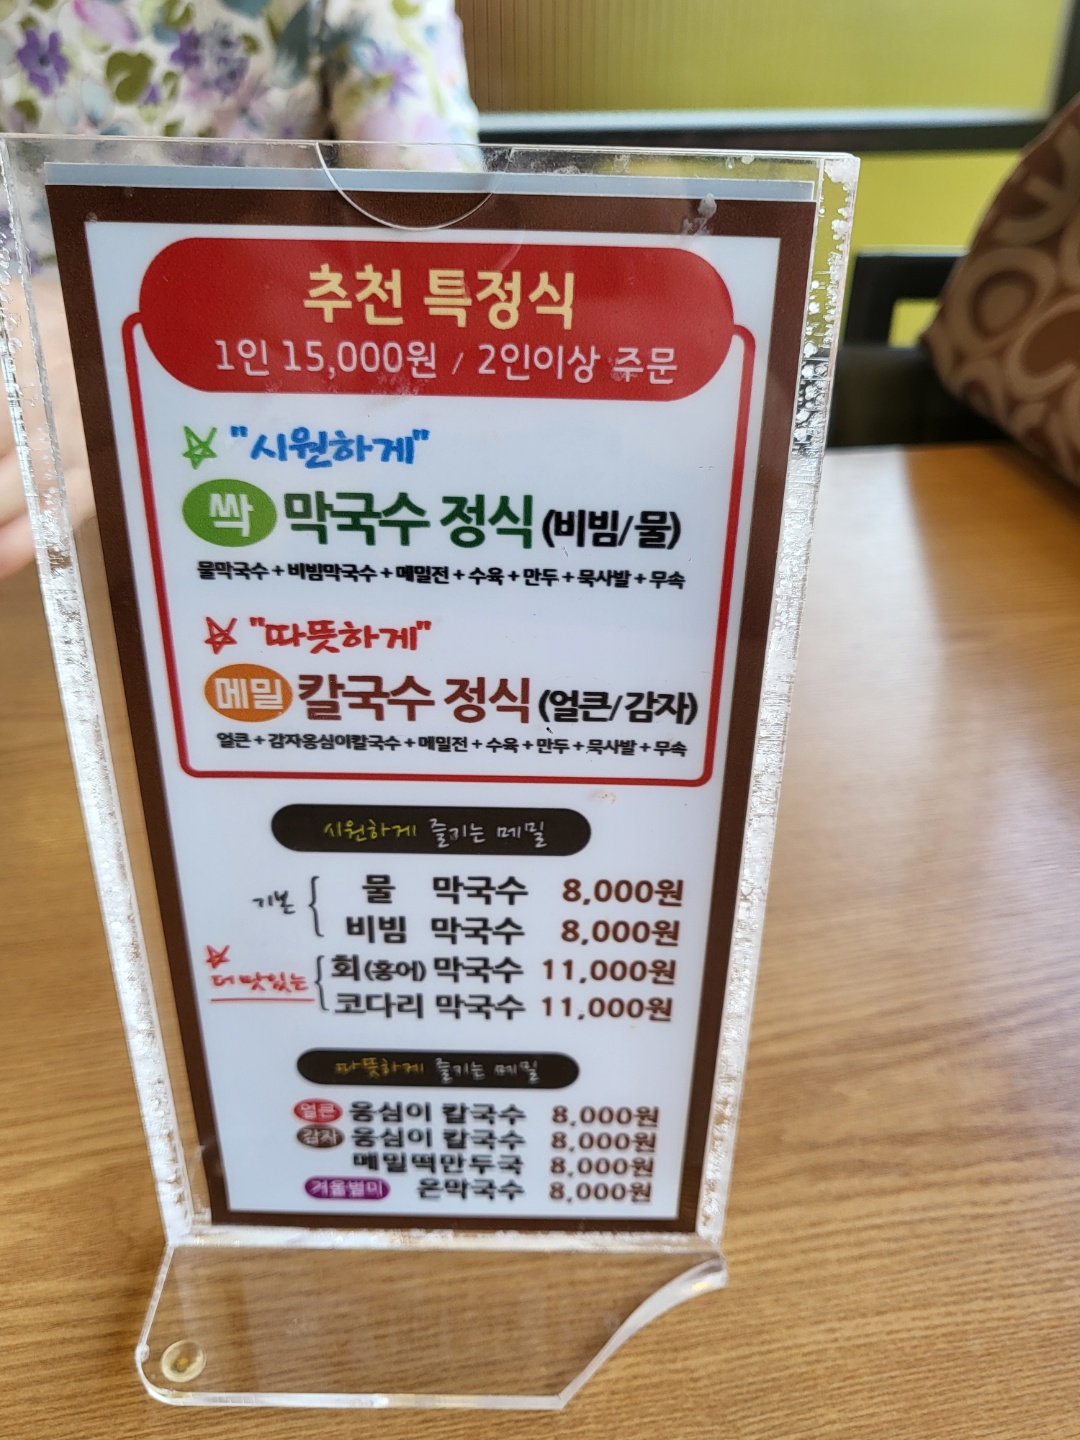 추천 특정식
1인 15,000원 / 2인이상 주문
"시원하게"
싹 막국수 정식 (비빔/물)
물막국수 + 비빔막국수 + 메밀전 + 수육 + 만두 + 묵사발 + 무속
"따뜻하게"
메밀 칼국수 정식 (얼큰/감자)
얼큰 + 감자옹심이칼국수 + 메밀전 + 수육 + 만두 + 묵사발 + 무속
시원하게 즐기는 메밀
기본
물 막국수 8,000원
비빔 막국수 8,000원
더 맛있는
회(홍어) 막국수 11,000원
코다리 막국수 11,000원
따뜻하게 즐기는 메밀
얼큰 옹심이 칼국수 8,000원
감자 옹심이 칼국수 8,000원
메밀떡만두국 8,000원
겨울별미 온막국수 8,000원